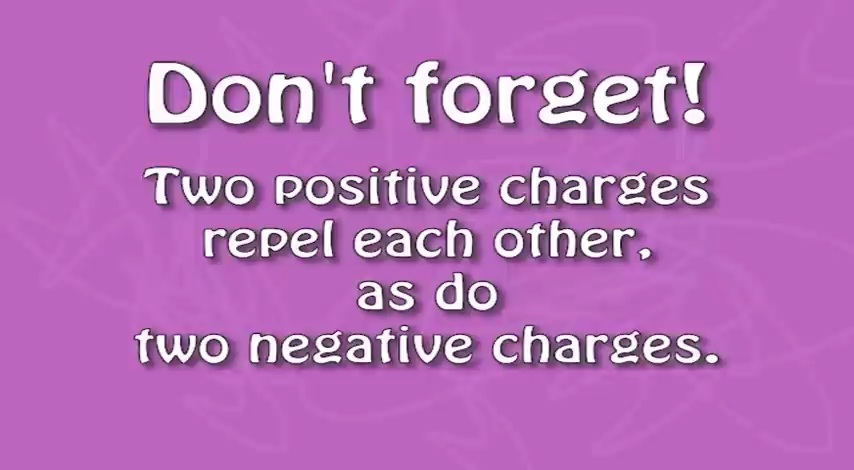 Don't forget!
Two positive charges
repel each other,
as do
two negative charges.